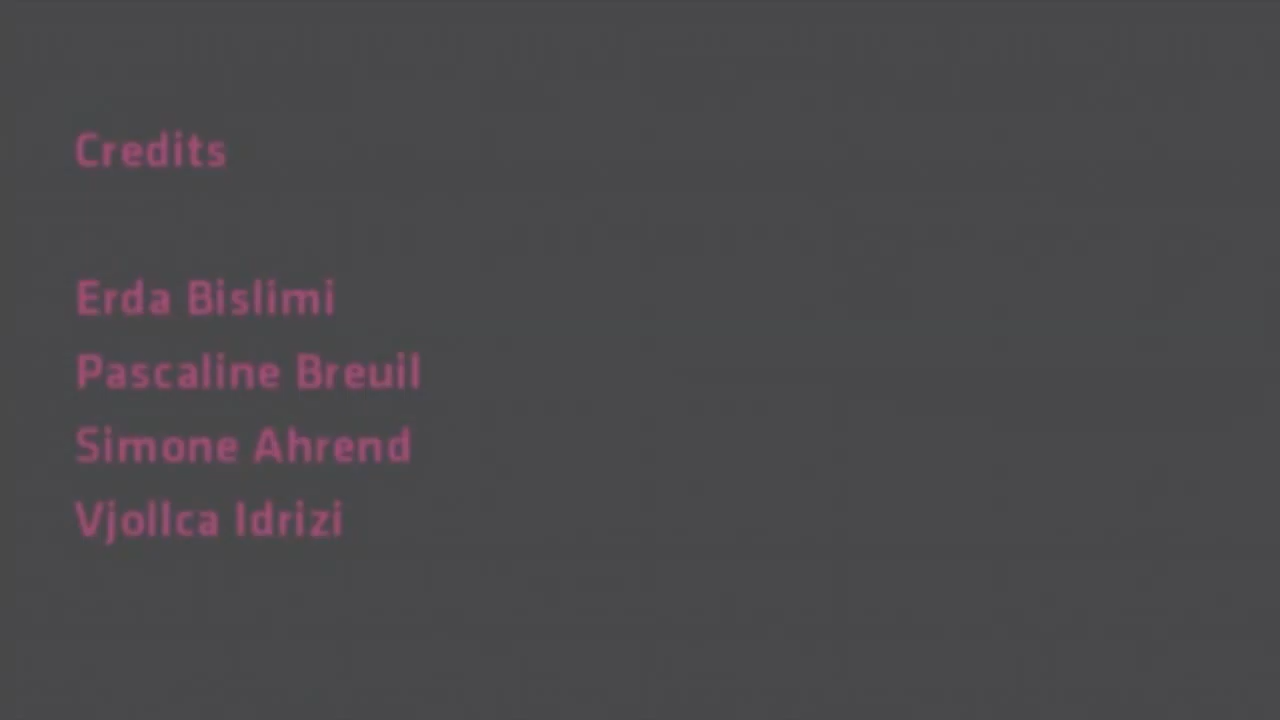 Credits
Erda Bislimi
Pascaline Breuil
Simone Ahrend
Vjollca Idrizi